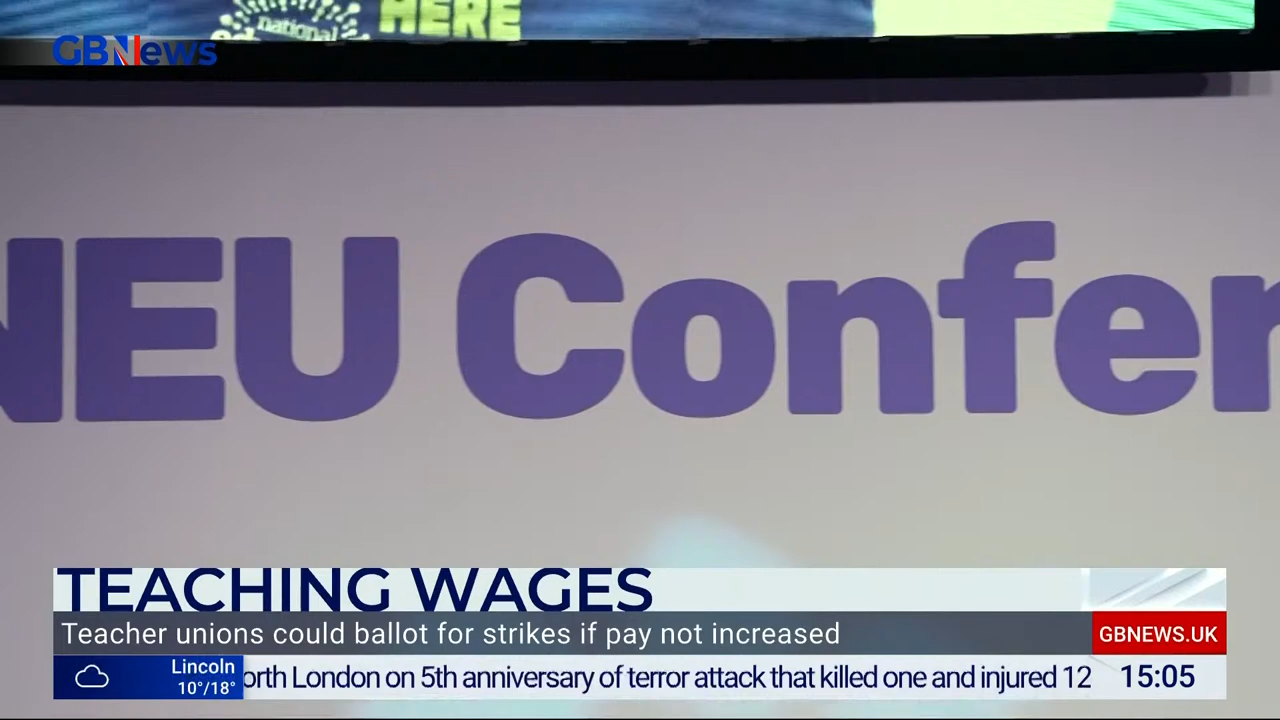 national
HERE
GBNews
NEU Confer
TEACHING WAGES
Teacher unions could ballot for strikes if pay not increased
GBNEWS.UK
Lincoln
10°/18°
orth London on 5th anniversary of terror attack that killed one and injured 12
15:05